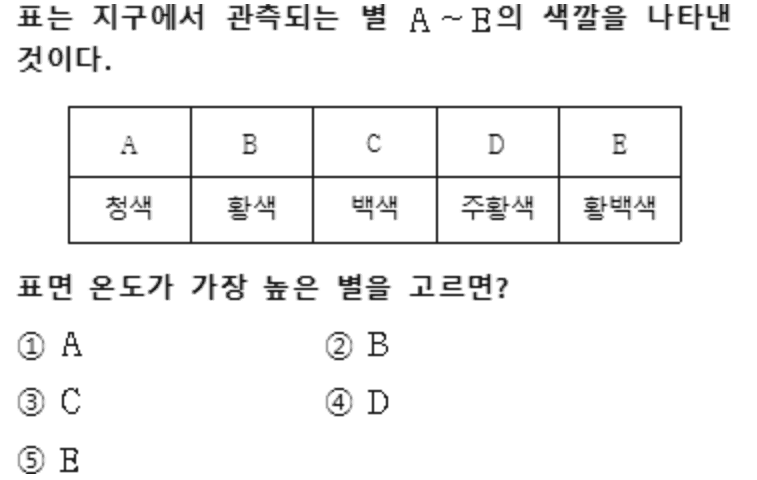 표는 지구에서 관측되는 별 A ~ E의 색깔을 나타낸
것이다.
A B C D E
청색 황색 백색 주황색 황백색
표면 온도가 가장 높은 별을 고르면?
① A ② B
③ C ④ D
⑤ E